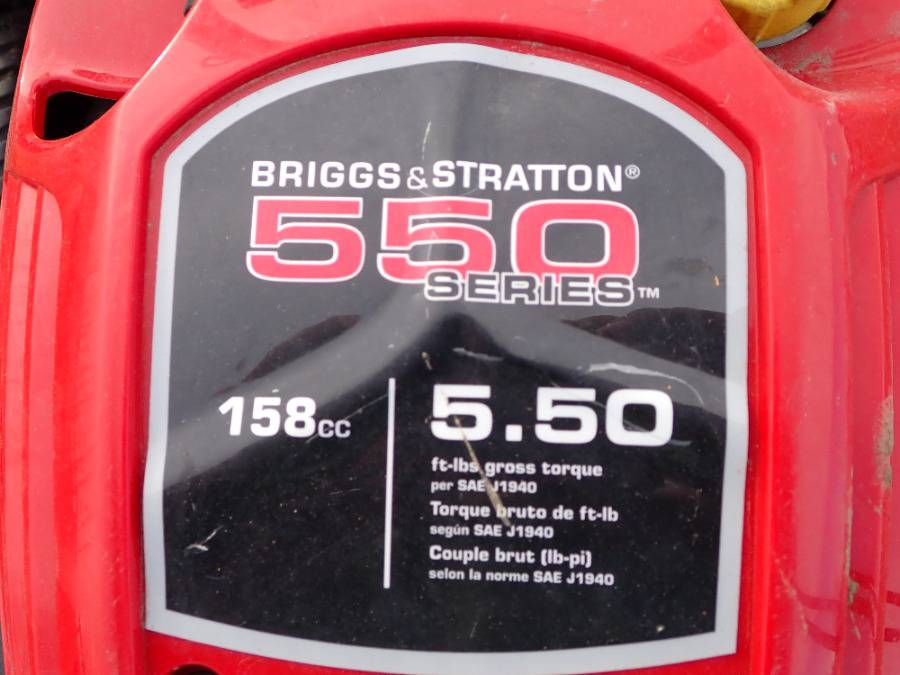 BRIGGS & STRATTON®
550
SERIES™
158cc
5.50
ft-lbs gross torque
per SAE J1940
Torque bruto de ft-lb
según SAE J1940
Couple brut (lb-pi)
selon la norme SAE J1940